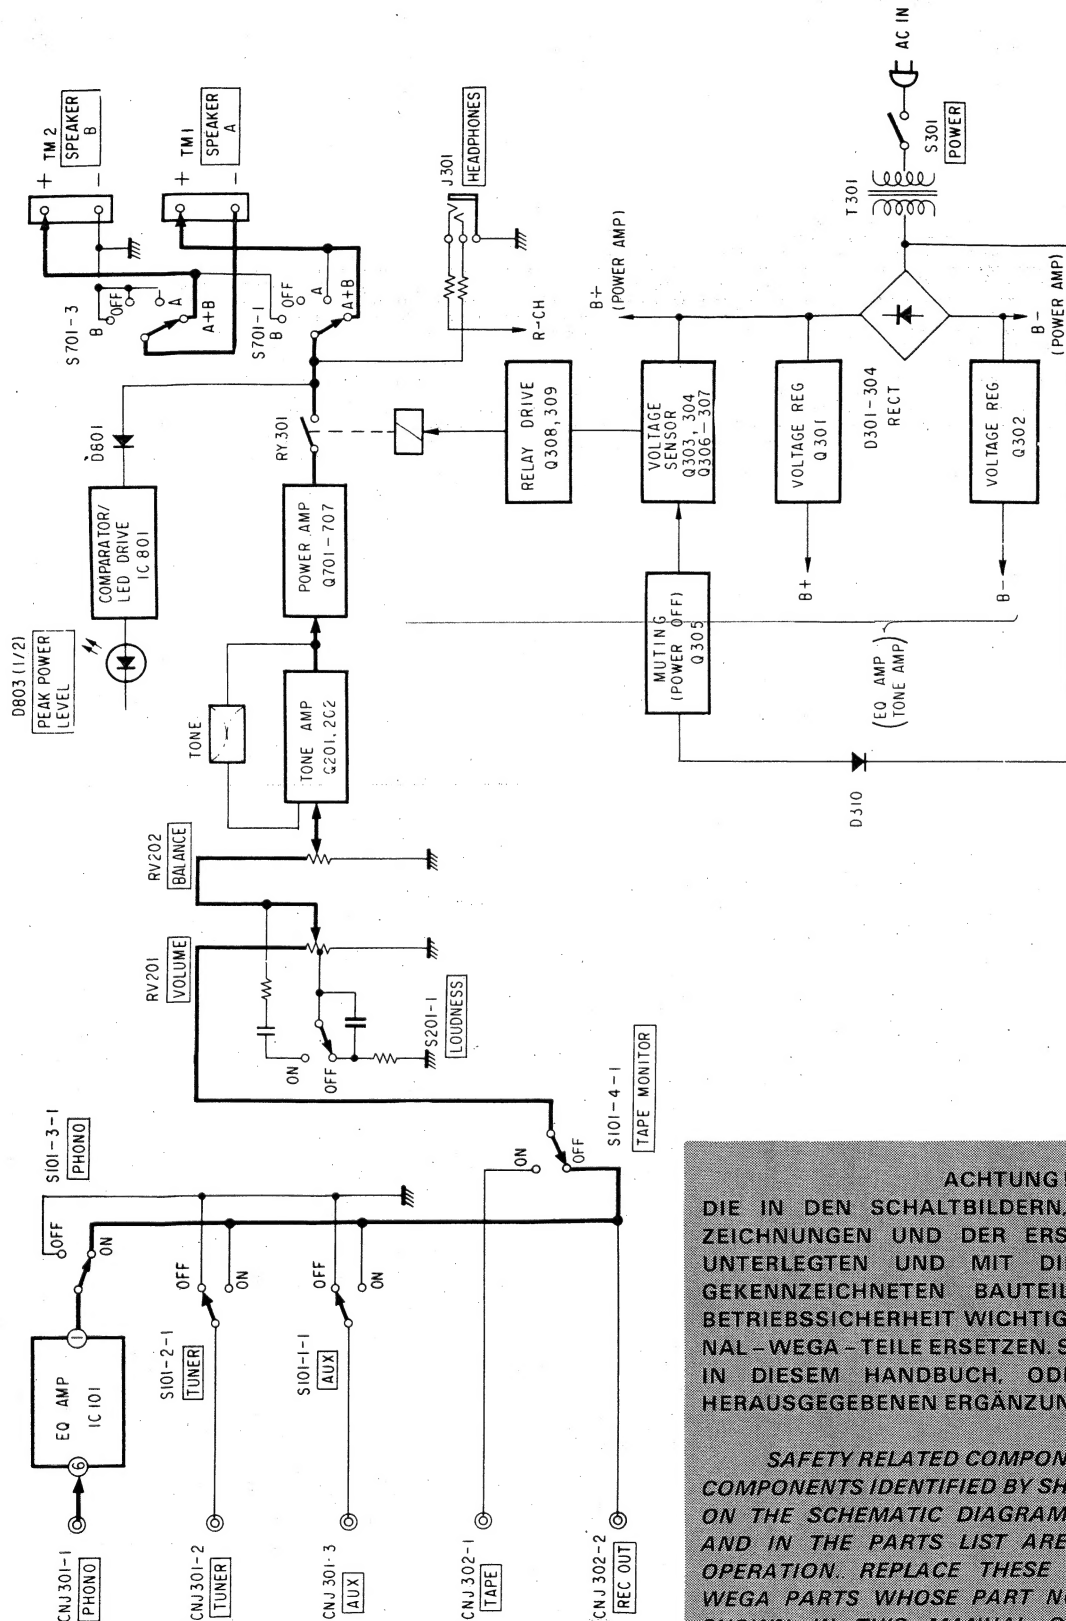 CNJ301-1
PHONO
CNJ301-2
TUNER
CNJ301-3
AUX
CNJ302-1
TAPE
CNJ302-2
REC OUT
6
EQ AMP
IC101
1
S101-3-1
PHONO
OFF
ON
S101-2-1
TUNER
OFF
ON
S101-1-1
AUX
OFF
ON
ON
OFF
S101-4-1
TAPE MONITOR
RV201
VOLUME
ON
OFF
S201-1
LOUDNESS
RV202
BALANCE
TONE
TONE AMP
Q201,202
POWER AMP
Q701-707
D803 (1/2)
PEAK POWER
LEVEL
COMPARATOR/
LED DRIVE
IC801
D801
RY301
S701-3
B
OFF
A
A+B
S701-1
B
OFF
A
A+B
+
-
TM2
SPEAKER
B
+
-
TM1
SPEAKER
A
J301
HEADPHONES
R-CH
RELAY DRIVE
Q308,309
VOLTAGE
SENSOR
Q303, 304
Q306-307
MUTING
(POWER OFF)
Q305
B+
(POWER AMP)
VOLTAGE REG
Q301
D301-304
RECT
VOLTAGE REG
Q302
B+
B-
(EQ AMP
TONE AMP)
B-
(POWER AMP)
D310
T301
S301
POWER
AC IN
ACHTUNG!
DIE IN DEN SCHALTBILDERN,
ZEICHNUNGEN UND DER ERS
UNTERLEGTEN UND MIT DI
GEKENNZEICHNETEN BAUTEIL
BETRIEBSSICHERHEIT WICHTIG
NAL-WEGA-TEILE ERSETZEN. S
IN DIESEM HANDBUCH, OD
HERAUSGEGEBENEN ERGÄNZUN
SAFETY RELATED COMPON
COMPONENTS IDENTIFIED BY SH
ON THE SCHEMATIC DIAGRAM
AND IN THE PARTS LIST ARE
OPERATION. REPLACE THESE
WEGA PARTS WHOSE PART N